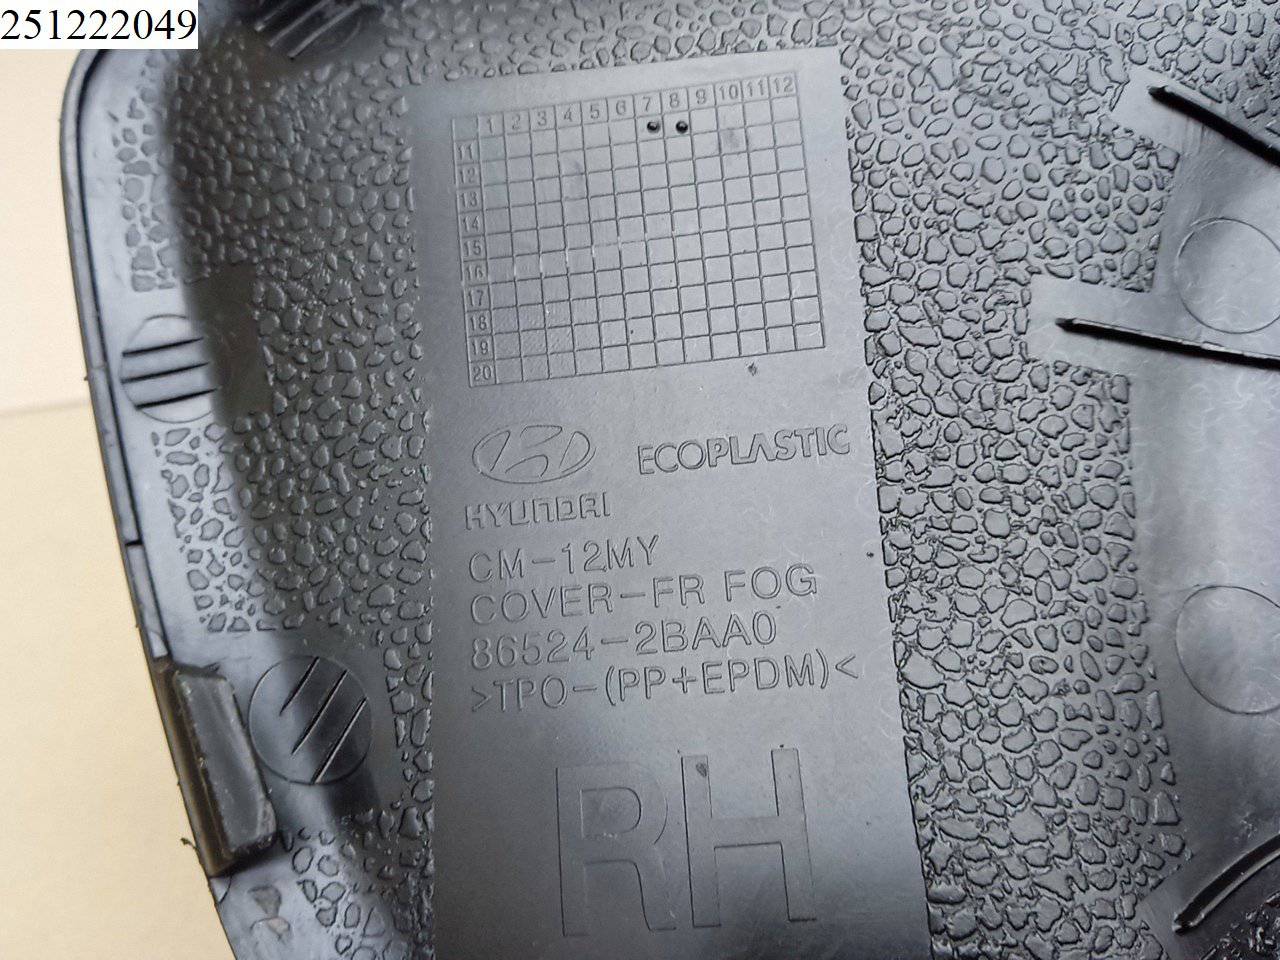 251222049
1 2 3 4 5 6 7 8 9 10 11 12
11
12
13
14
15
16
17
18
19
20
ECOPLASTIC
HYUNDAI
CM-12MY
COVER-FR FOG
86524-2BAA0
>TPO-(PP+EPDM)<
RH